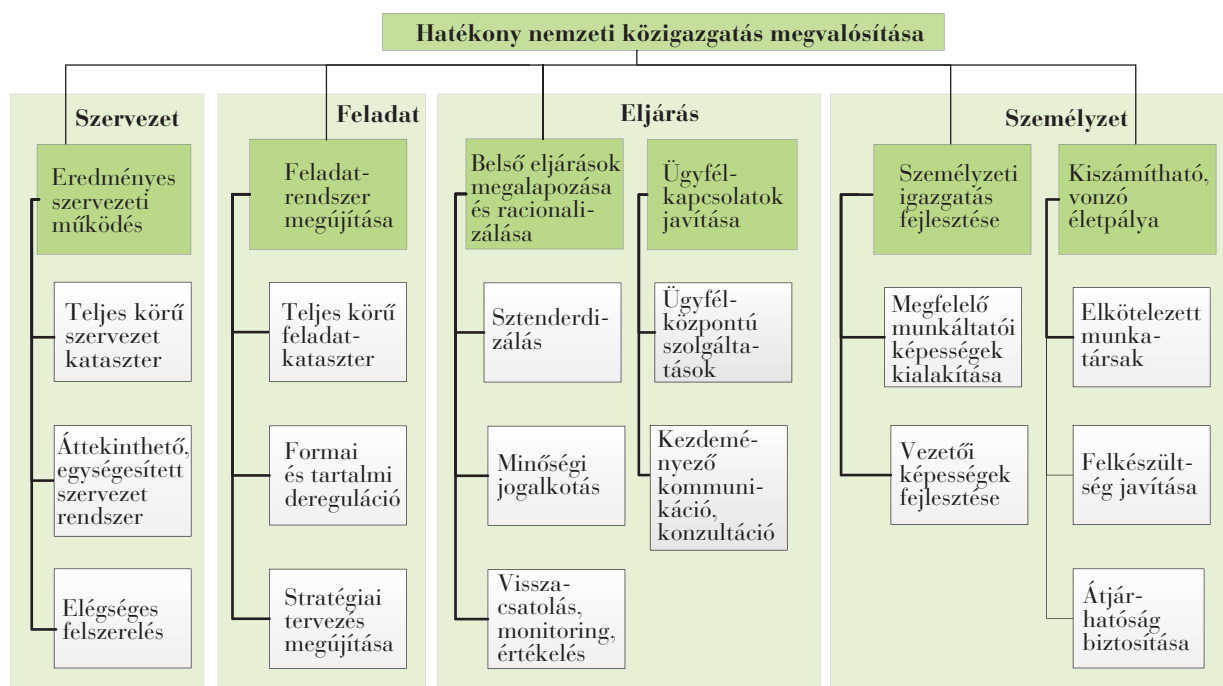 Hatékony nemzeti közigazgatás megvalósítása
Szervezet
Eredményes
szervezeti
működés
Teljes körű
szervezet
kataszter
Áttekinthető,
egységesített
szervezet
rendszer
Elégséges
felszerelés
Feladat
Feladat-
rendszer
megújítása
Teljes körű
feladat-
kataszter
Formai
és tartalmi
dereguláció
Stratégiai
tervezés
megújítása
Eljárás
Belső eljárások
megalapozása
és racionali-
zálása
Sztenderdi-
zálás
Minőségi
jogalkotás
Vissza-
csatolás,
monitoring,
értékelés
Ügyfél-
kapcsolatok
javítása
Ügyfél-
központú
szolgálta-
tások
Kezdemé-
nyező
kommuni-
káció,
konzultáció
Személyzet
Személyzeti
igazgatás
fejlesztése
Megfelelő
munkáltatói
képességek
kialakítása
Vezetői
képességek
fejlesztése
Kiszámítható,
vonzó
életpálya
Elkötelezett
munka-
társak
Felkészült-
ség javítása
Átjár-
hatóság
biztosítása